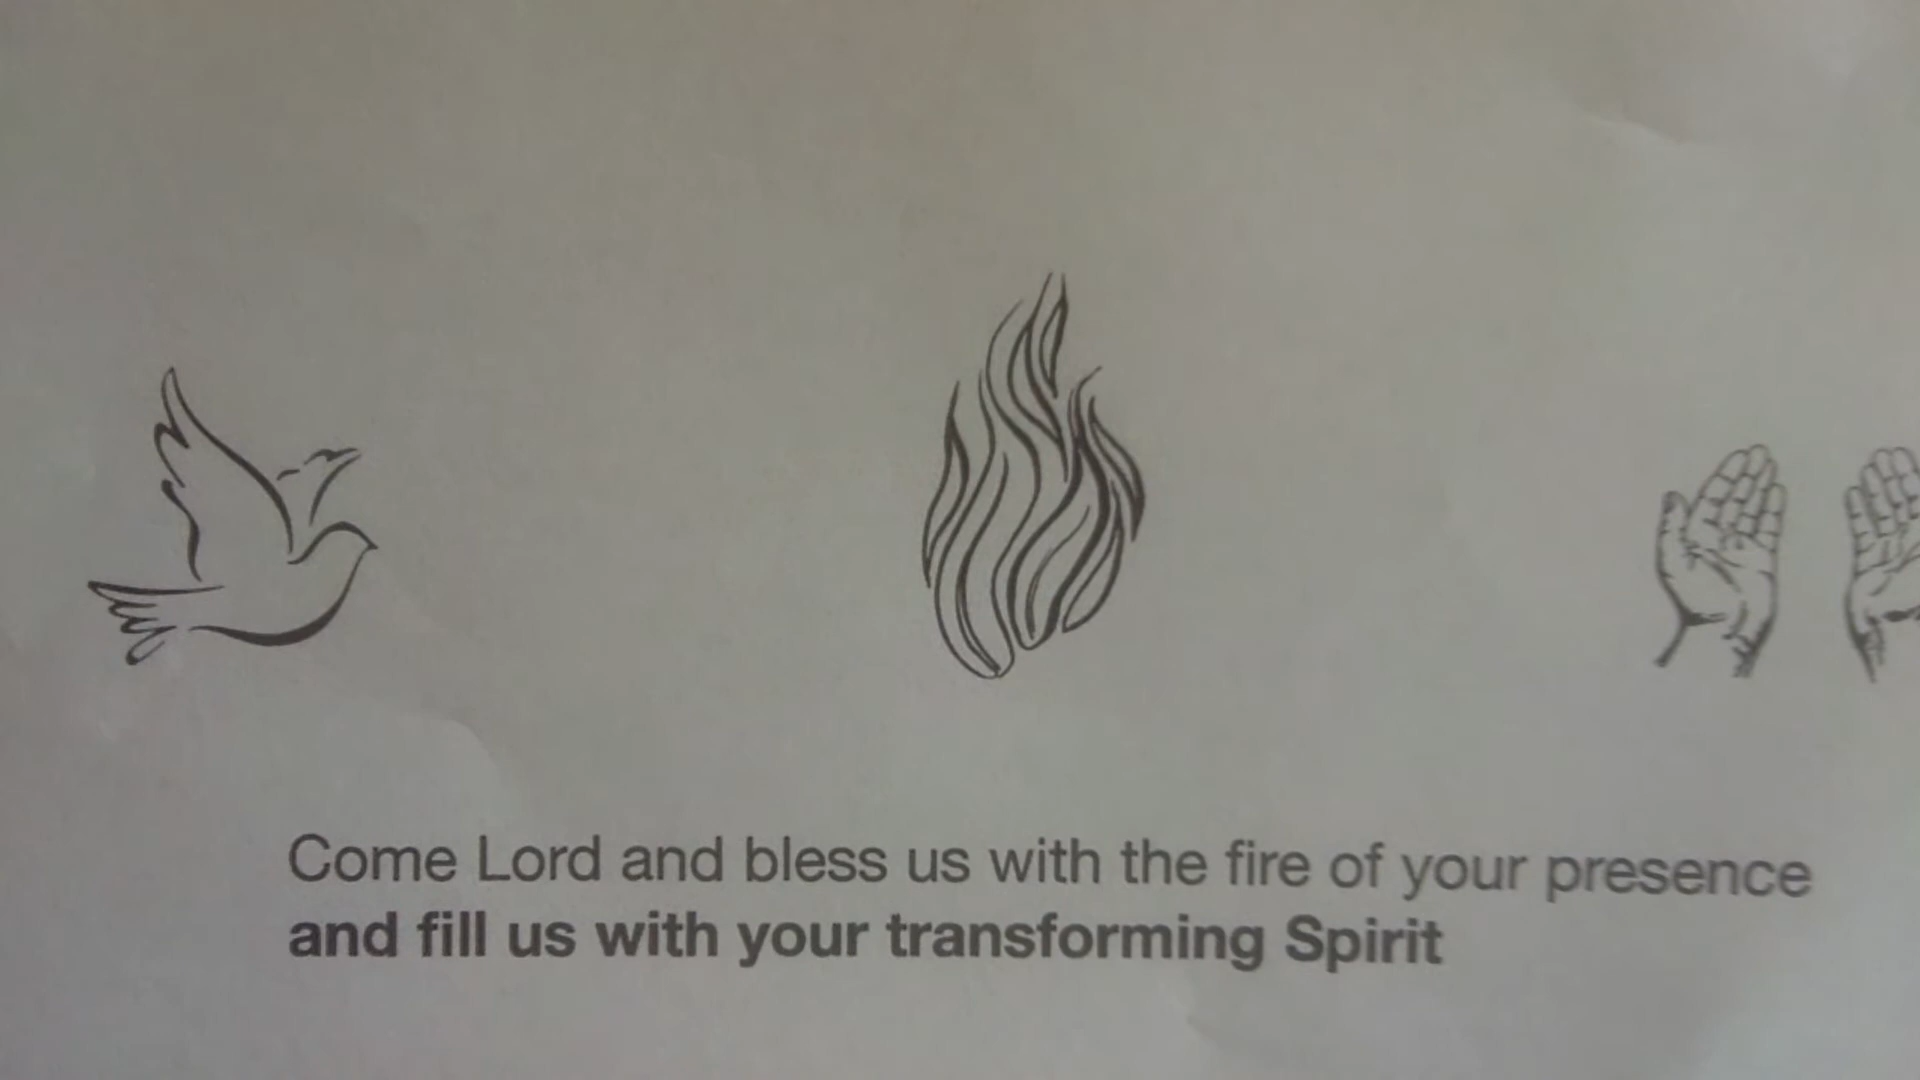 Come Lord and bless us with the fire of your presence
and fill us with your transforming Spirit